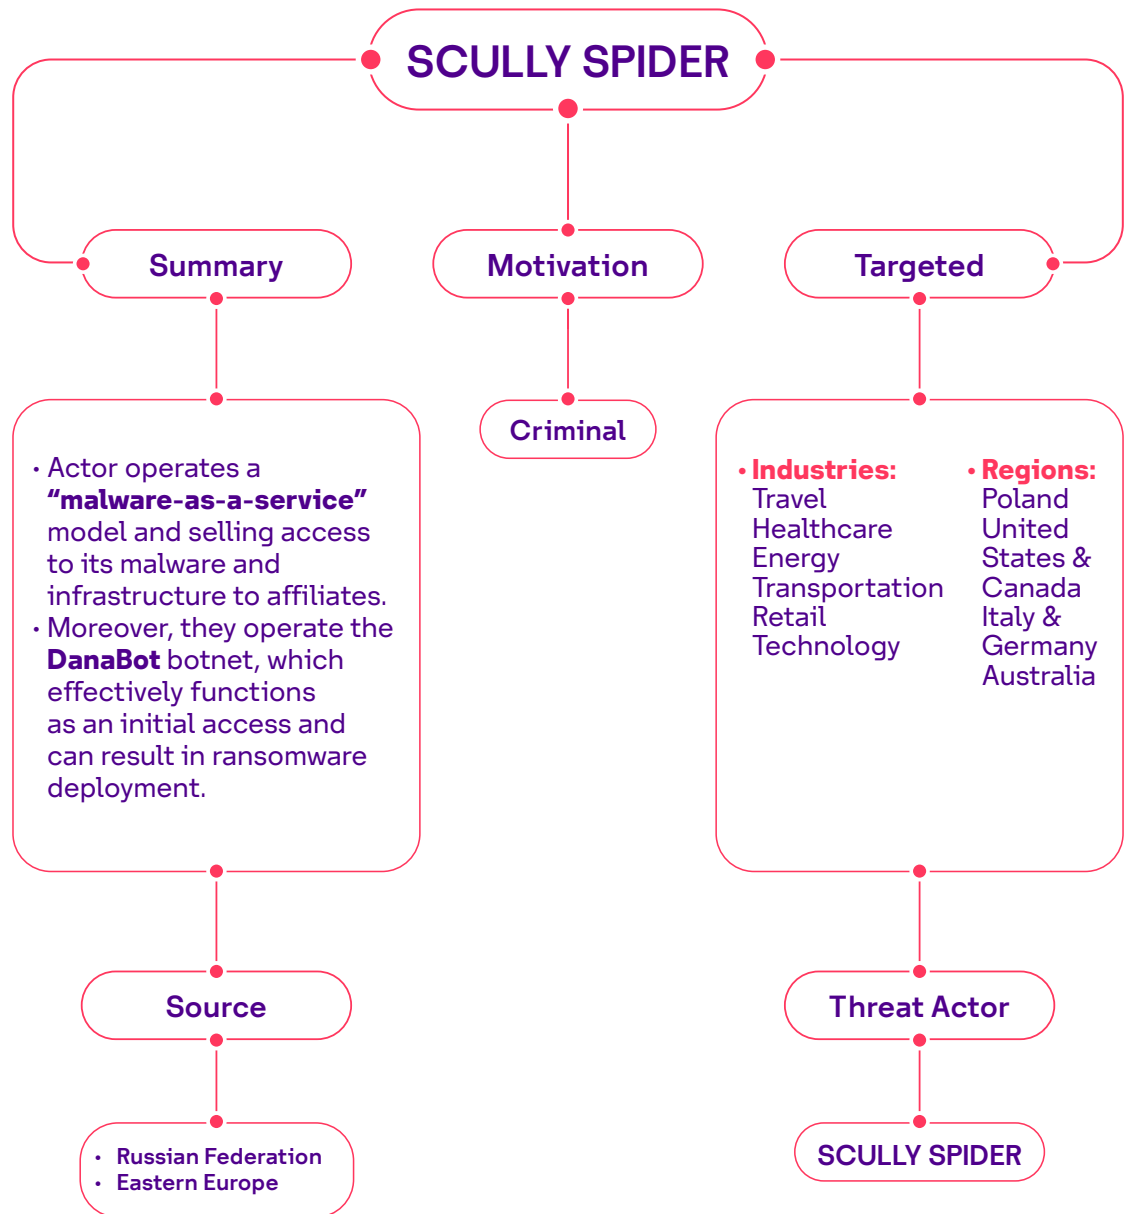 SCULLY SPIDER
Summary
Motivation
Targeted
• Actor operates a
“malware-as-a-service”
model and selling access
to its malware and
infrastructure to affiliates.
• Moreover, they operate the
DanaBot botnet, which
effectively functions
as an initial access and
can result in ransomware
deployment.
Criminal
• Industries:
Travel
Healthcare
Energy
Transportation
Retail
Technology
• Regions:
Poland
United
States &
Canada
Italy &
Germany
Australia
Source
Threat Actor
• Russian Federation
• Eastern Europe
SCULLY SPIDER